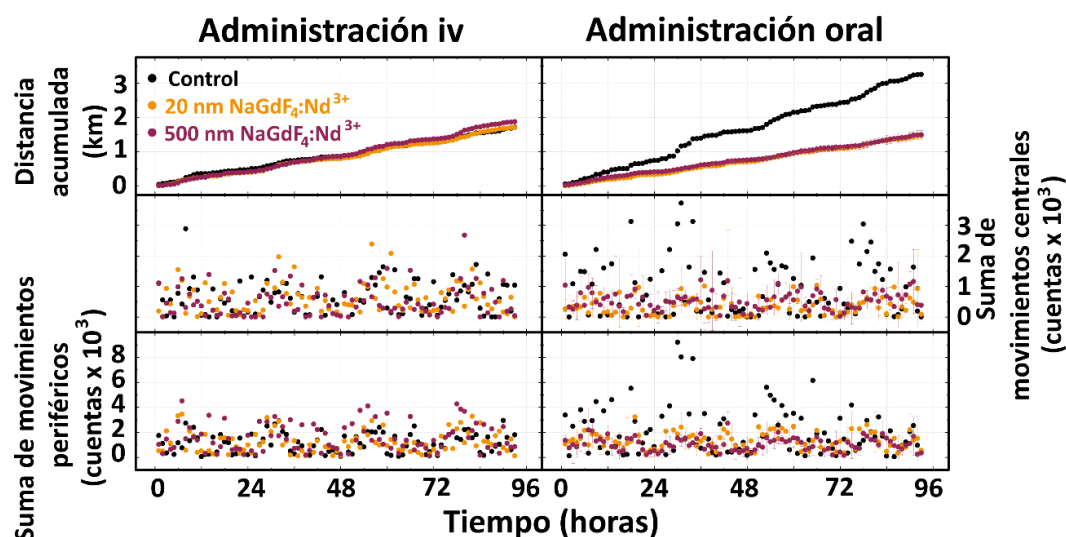 Administración iv
Administración oral
Distancia
acumulada
(km)
3
2
1
0
Control
20 nm NaGdF₄:Nd³⁺
500 nm NaGdF₄:Nd³⁺
Suma de
movimientos centrales
(cuentas x 10³)
3
2
1
0
Suma de movimientos
periféricos
(cuentas x 10³)
8
6
4
2
0
0 24 48 72 96
0 24 48 72 96
Tiempo (horas)